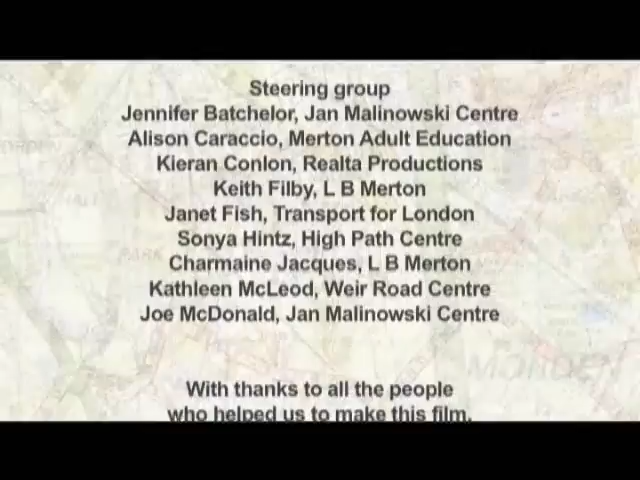 Steering group
Jennifer Batchelor, Jan Malinowski Centre
Alison Caraccio, Merton Adult Education
Kieran Conlon, Realta Productions
Keith Filby, L B Merton
Janet Fish, Transport for London
Sonya Hintz, High Path Centre
Charmaine Jacques, L B Merton
Kathleen McLeod, Weir Road Centre
Joe McDonald, Jan Malinowski Centre
MORDEN
With thanks to all the people
who helped us to make this film.